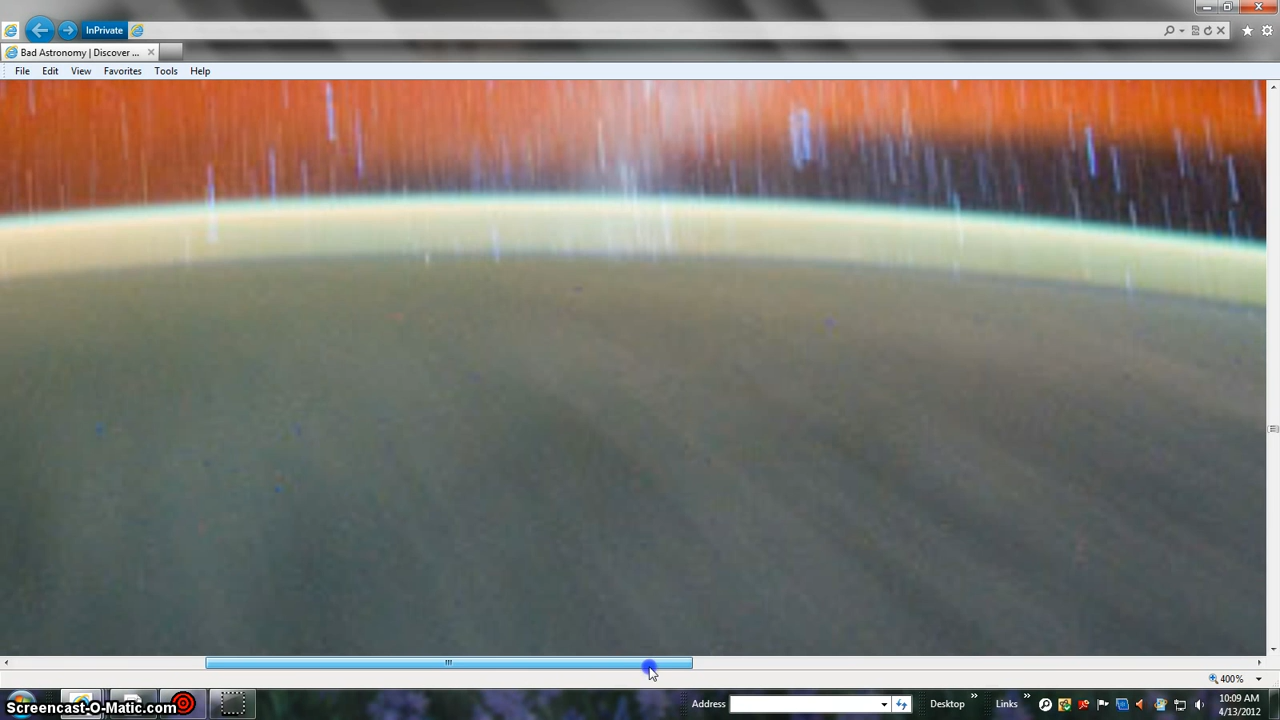 InPrivate
Bad Astronomy | Discover ...
File Edit View Favorites Tools Help
400%
Address Desktop » Links »
10:09 AM
4/13/2012
Screencast-O-Matic.com